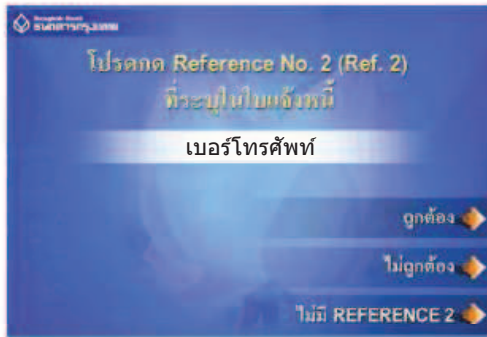 Bangkok Bank
ธนาคารกรุงเทพ
โปรดกด Reference No. 2 (Ref. 2)
ที่ระบุในใบแจ้งหนี้
เบอร์โทรศัพท์
ถูกต้อง
ไม่ถูกต้อง
ไม่มี REFERENCE 2